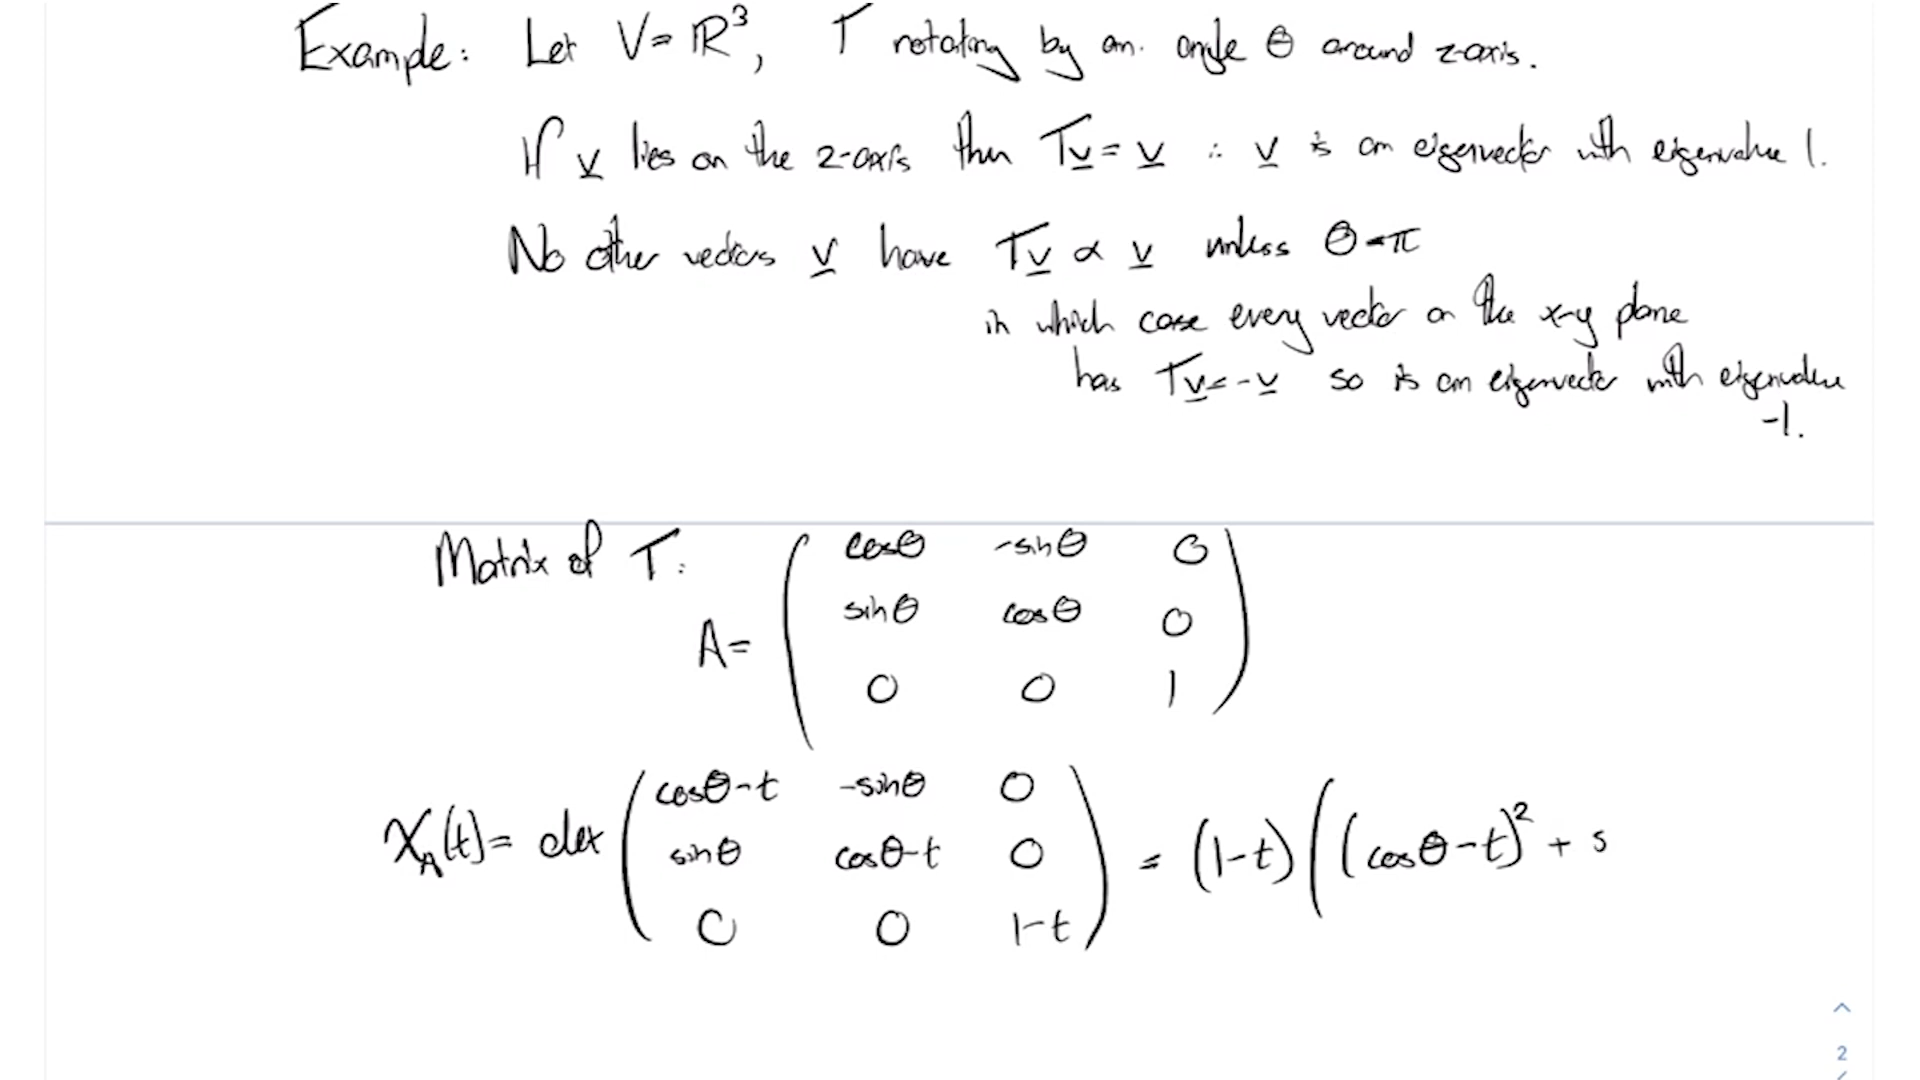 Example: Let V=ℝ³, T rotating by an angle θ around z-axis.
If v lies on the z-axis then Tv=v ∴ v is an eigenvector with eigenvalue 1.
No other vectors v have Tv ∝ v unless θ=π
in which case every vector on the x-y plane
has Tv=-v so is an eigenvector with eigenvalue
-1.
Matrix of T:
cosθ -sinθ 0
A= ( sinθ cosθ 0 )
0 0 1
cosθ-t -sinθ 0
χ_A(t)= det ( sinθ cosθ-t 0 ) = (1-t)((cosθ-t)² + s
0 0 1-t
2